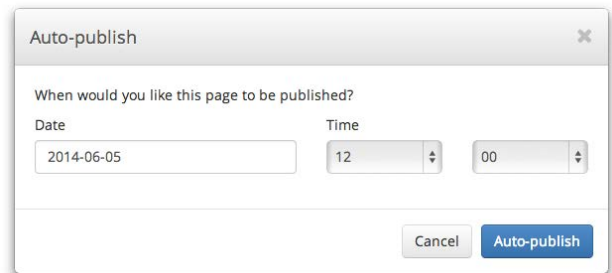 Auto-publish
When would you like this page to be published?
Date Time
2014-06-05 12 00
Cancel Auto-publish